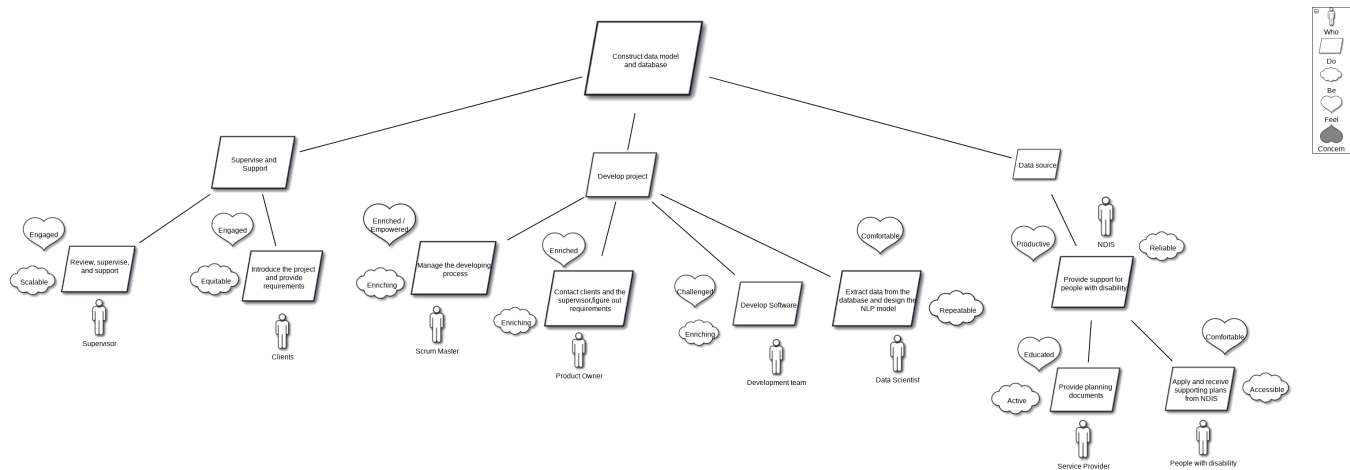 Construct data model
and database
Who
Do
Be
Feel
Concern
Supervise and
Support
Develop project
Data source
Engaged
Scalable
Review, supervise,
and support
Supervisor
Engaged
Equitable
Introduce the project
and provide
requirements
Clients
Enriched /
Empowered
Enriching
Manage the developing
process
Scrum Master
Enriched
Enriching
Contact clients and the
supervisor,figure out
requirements
Product Owner
Challenged
Enriching
Develop Software
Development team
Comfortable
Extract data from the
database and design the
NLP model
Repeatable
Data Scientist
NDIS
Productive
Reliable
Provide support for
people with disability
Educated
Active
Provide planning
documents
Service Provider
Comfortable
Apply and receive
supporting plans
from NDIS
Accessible
People with disability